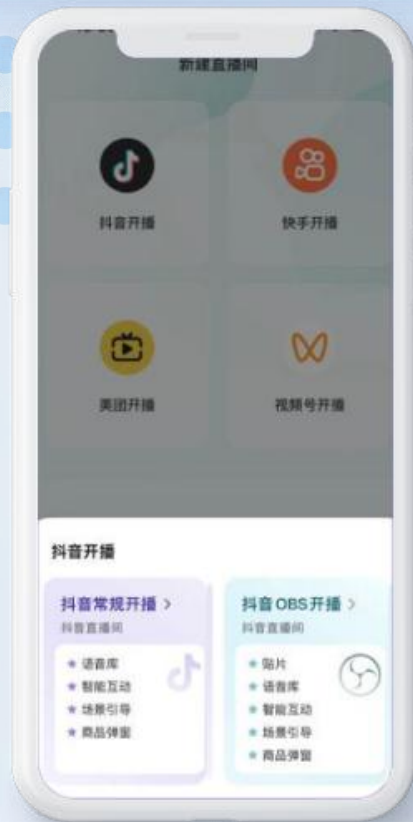 新建直播间
抖音开播
快手开播
美团开播
视频号开播
抖音开播
抖音常规开播 >
抖音直播间
★ 语音库
★ 智能互动
★ 场景引导
★ 商品弹窗
抖音OBS开播 >
抖音直播间
★ 贴片
★ 语音库
★ 智能互动
★ 场景引导
★ 商品弹窗